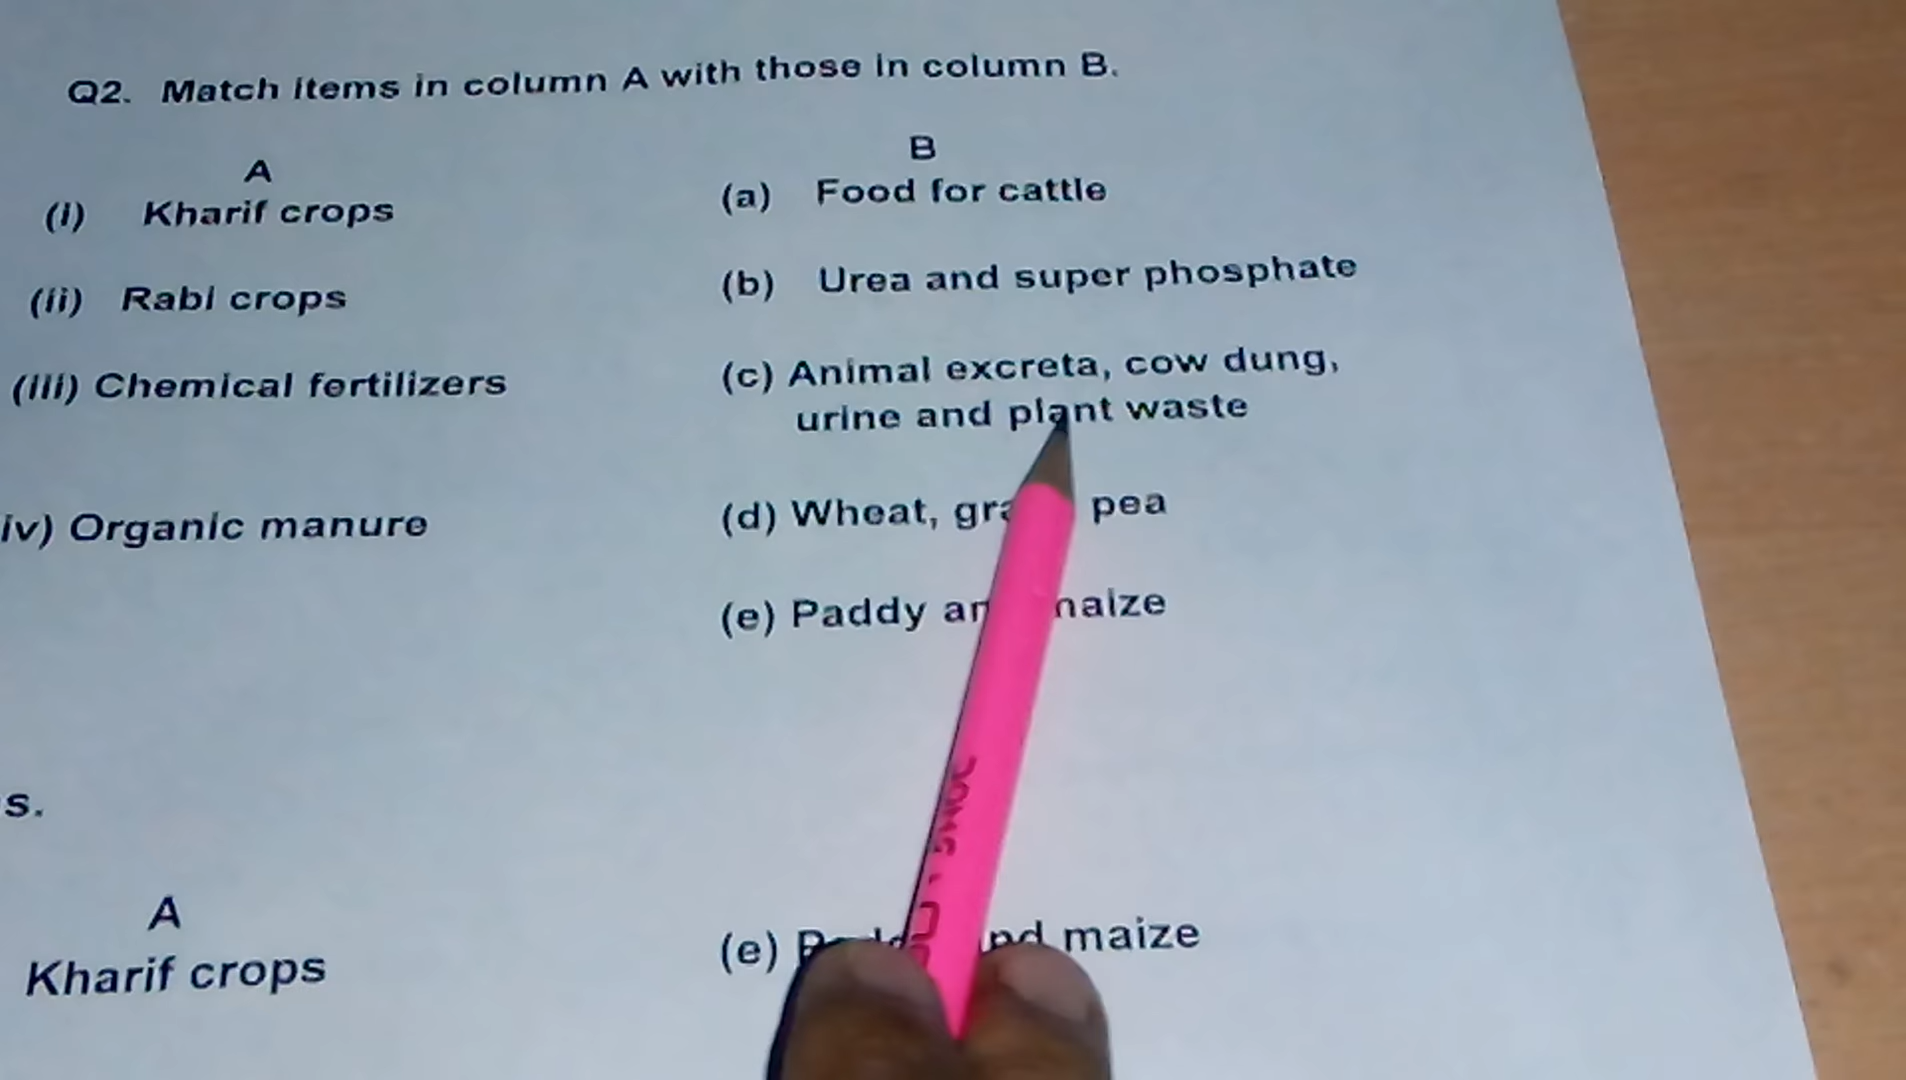 Q2. Match items in column A with those in column B.
A B
(i) Kharif crops (a) Food for cattle
(ii) Rabi crops (b) Urea and super phosphate
(iii) Chemical fertilizers (c) Animal excreta, cow dung,
urine and plant waste
iv) Organic manure (d) Wheat, pea
(e) Paddy
s.
A
Kharif crops (e) maize